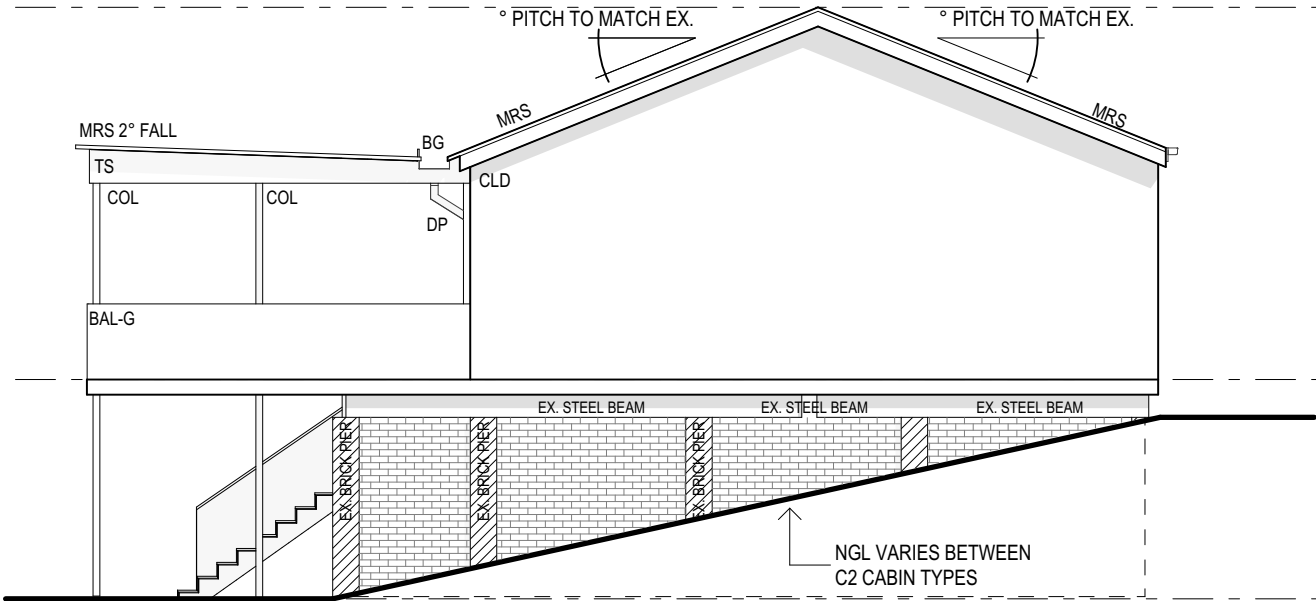 ° PITCH TO MATCH EX.
° PITCH TO MATCH EX.
MRS
MRS
MRS 2° FALL
BG
TS
CLD
COL
COL
DP
BAL-G
EX. STEEL BEAM
EX. STEEL BEAM
EX. STEEL BEAM
EX. BRICK PIER
EX. BRICK PIER
EX. BRICK PIER
NGL VARIES BETWEEN
C2 CABIN TYPES